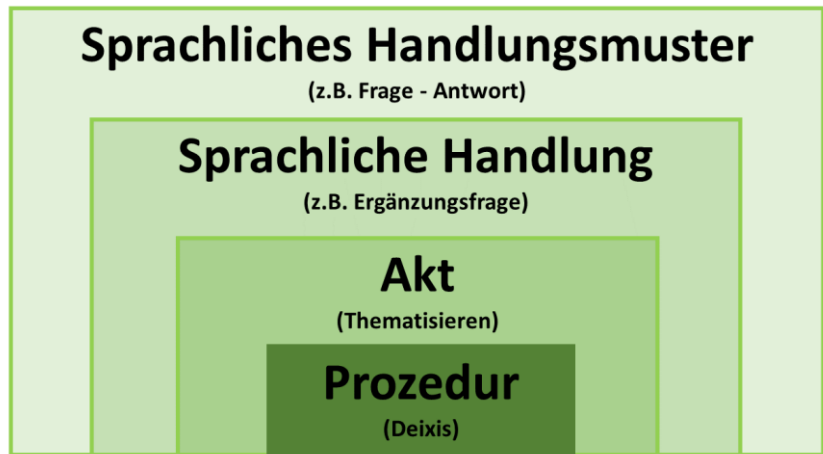 Sprachliches Handlungsmuster
(z.B. Frage - Antwort)
Sprachliche Handlung
(z.B. Ergänzungsfrage)
Akt
(Thematisieren)
Prozedur
(Deixis)